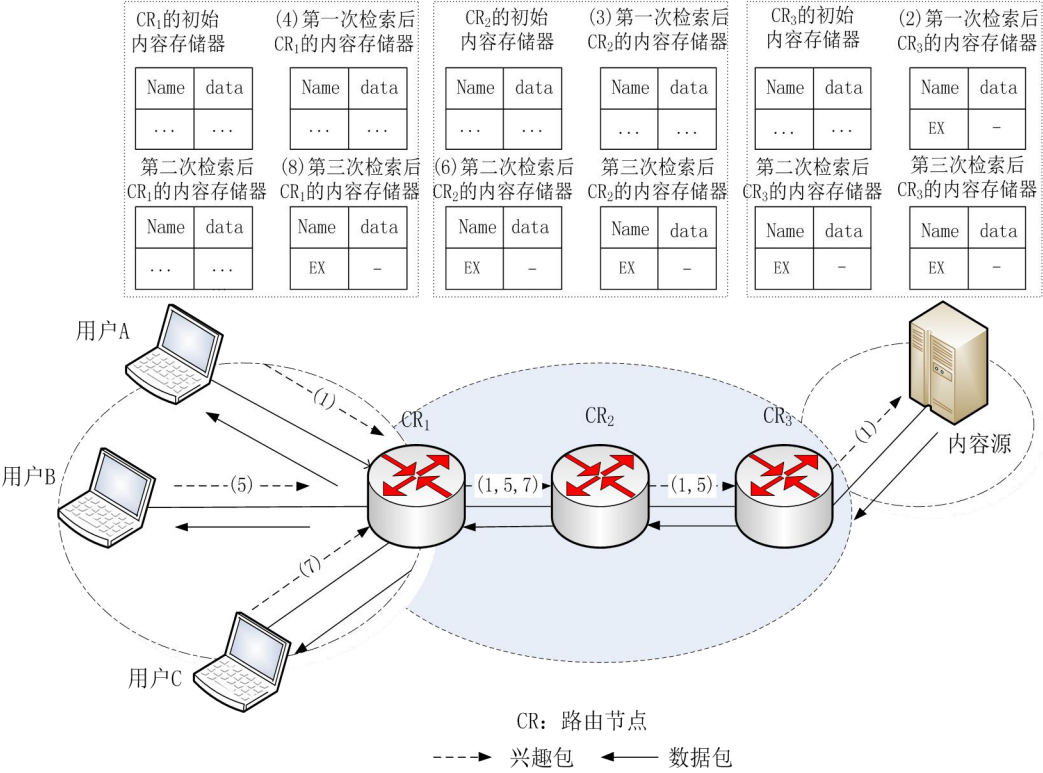 CR₁的初始
内容存储器
(4)第一次检索后
CR₁的内容存储器
CR₂的初始
内容存储器
(3)第一次检索后
CR₂的内容存储器
CR₃的初始
内容存储器
(2)第一次检索后
CR₃的内容存储器
Name data
... ...
Name data
... ...
Name data
... ...
Name data
... ...
Name data
... ...
Name data
EX -
第二次检索后
CR₁的内容存储器
(8)第三次检索后
CR₁的内容存储器
(6)第二次检索后
CR₂的内容存储器
第三次检索后
CR₂的内容存储器
第二次检索后
CR₃的内容存储器
第三次检索后
CR₃的内容存储器
Name data
... ...
...
Name data
EX -
Name data
EX -
Name data
EX -
Name data
EX -
Name data
EX -
用户A
(1)
CR₁
CR₂
CR₃
(1)
内容源
用户B
(5)
(1,5,7)
(1,5)
(7)
用户C
CR: 路由节点
兴趣包
数据包